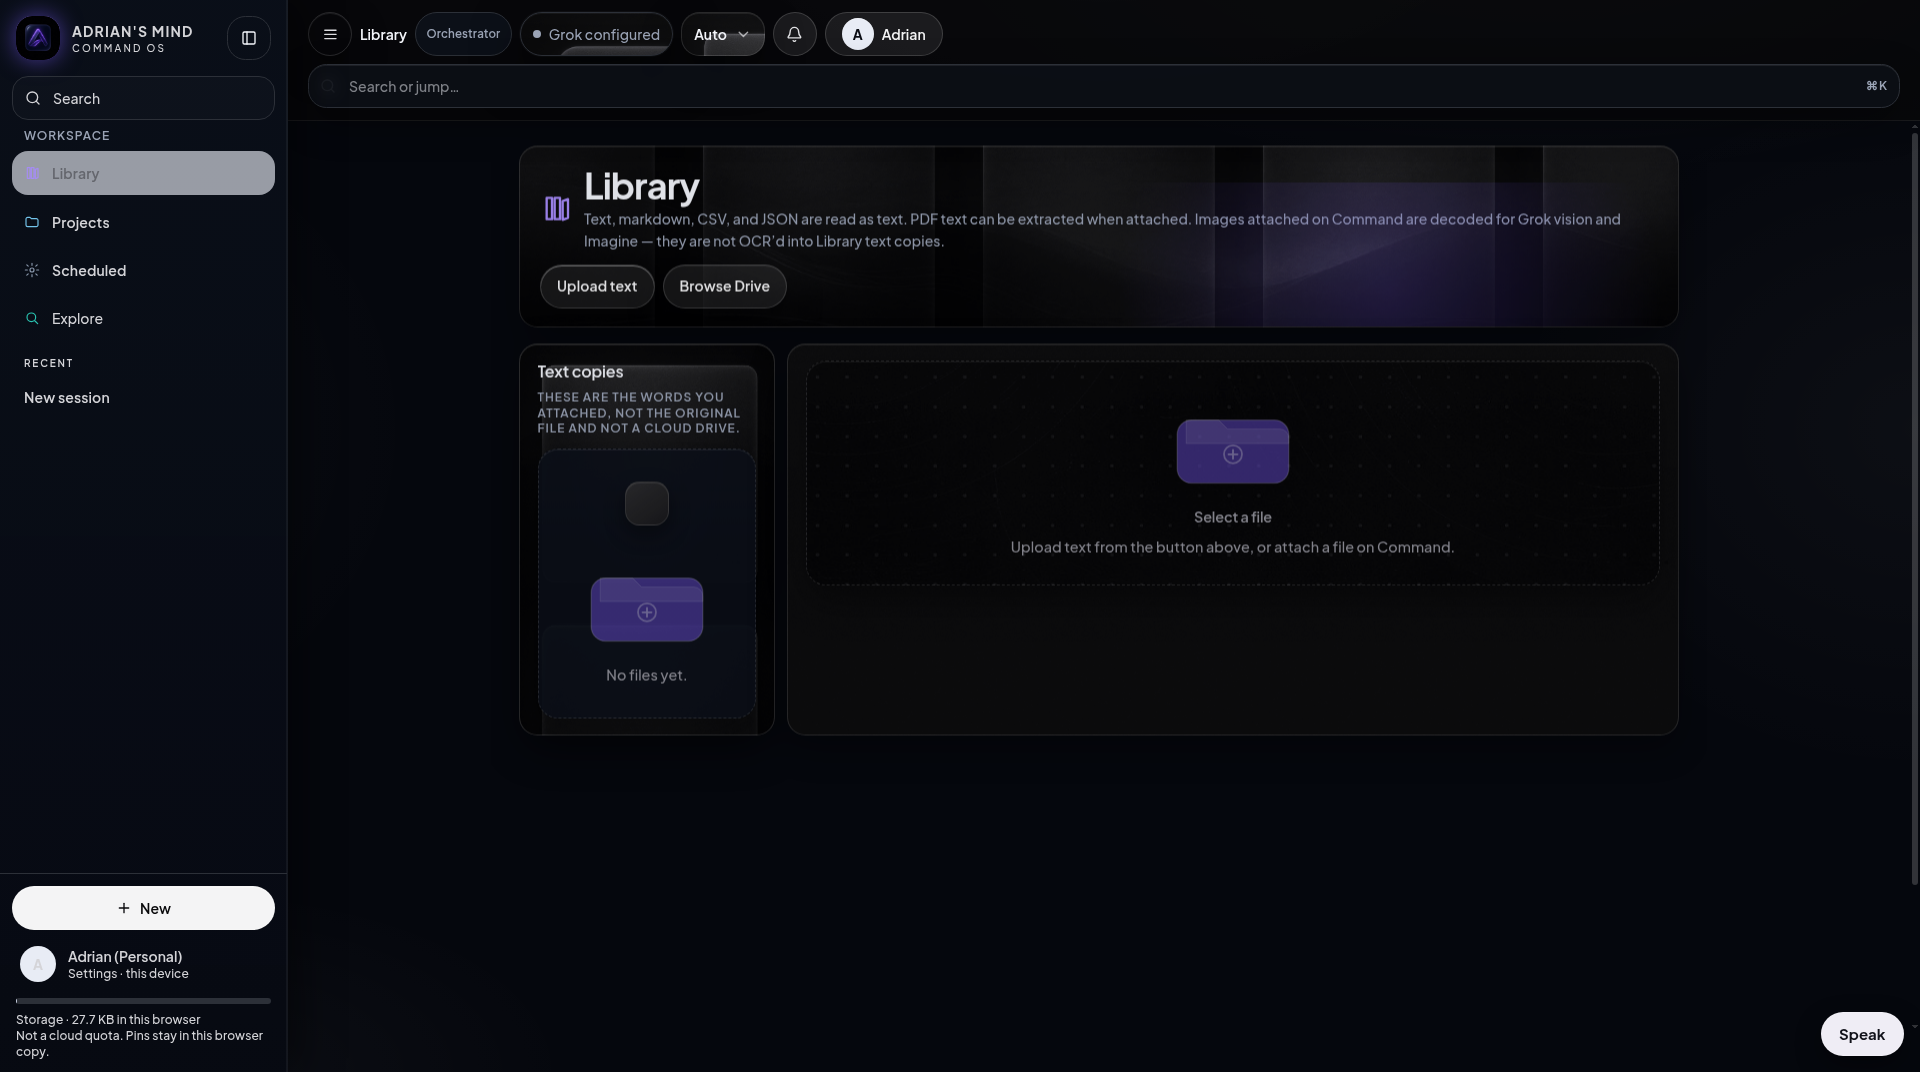 ADRIAN'S MIND
COMMAND OS
Search
WORKSPACE
Library
Projects
Scheduled
Explore
RECENT
New session
New
A
Adrian (Personal)
Settings · this device
Storage · 27.7 KB in this browser
Not a cloud quota. Pins stay in this browser
copy.
Library
Orchestrator
Grok configured
Auto
A
Adrian
Search or jump...
⌘K
Library
Text, markdown, CSV, and JSON are read as text. PDF text can be extracted when attached. Images attached on Command are decoded for Grok vision and
Imagine — they are not OCR'd into Library text copies.
Upload text
Browse Drive
Text copies
THESE ARE THE WORDS YOU
ATTACHED, NOT THE ORIGINAL
FILE AND NOT A CLOUD DRIVE.
No files yet.
Select a file
Upload text from the button above, or attach a file on Command.
Speak